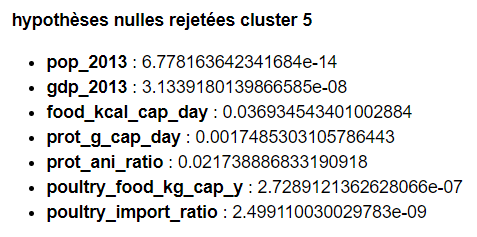 hypothèses nulles rejetées cluster 5
• pop_2013 : 6.778163642341684e-14
• gdp_2013 : 3.1339180139866585e-08
• food_kcal_cap_day : 0.036934543401002884
• prot_g_cap_day : 0.0017485303105786443
• prot_ani_ratio : 0.021738886833190918
• poultry_food_kg_cap_y : 2.7289121362628066e-07
• poultry_import_ratio : 2.499110030029783e-09